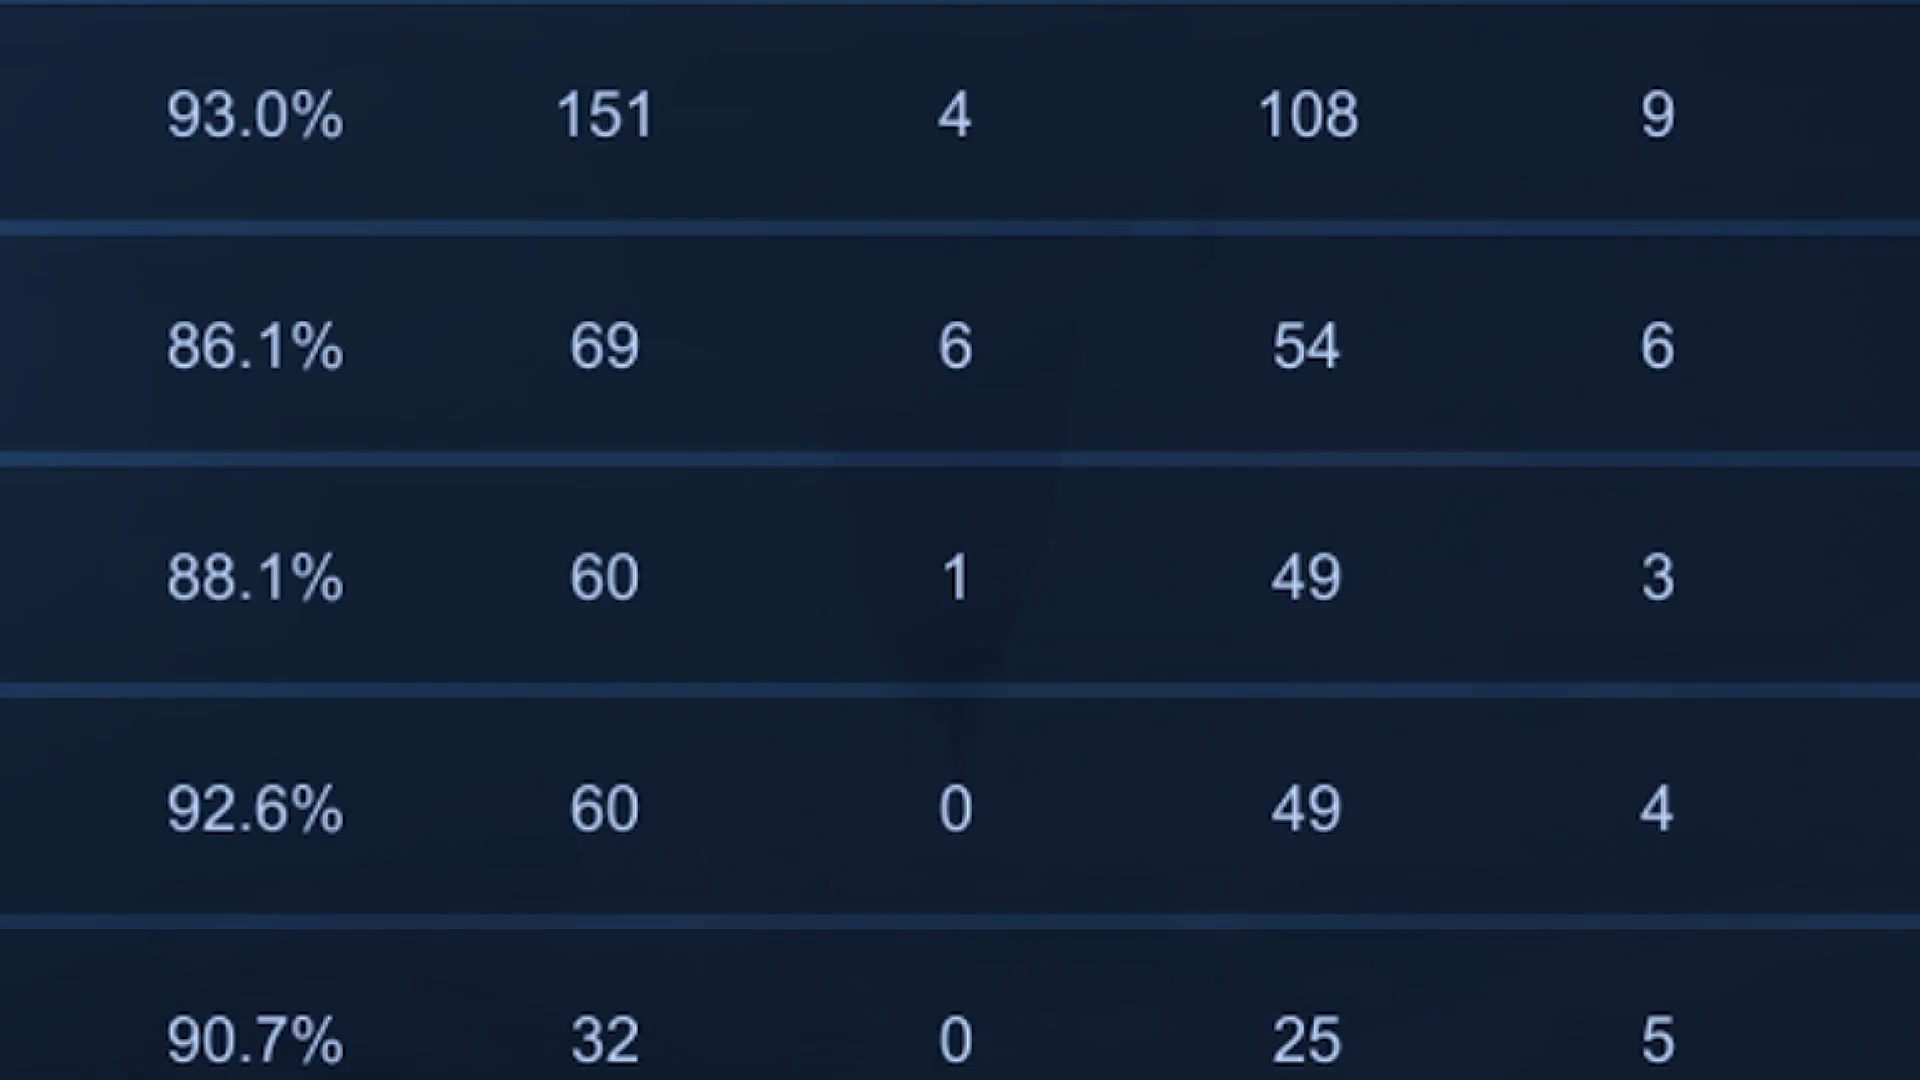 93.0% 151 4 108 9
86.1% 69 6 54 6
88.1% 60 1 49 3
92.6% 60 0 49 4
90.7% 32 0 25 5